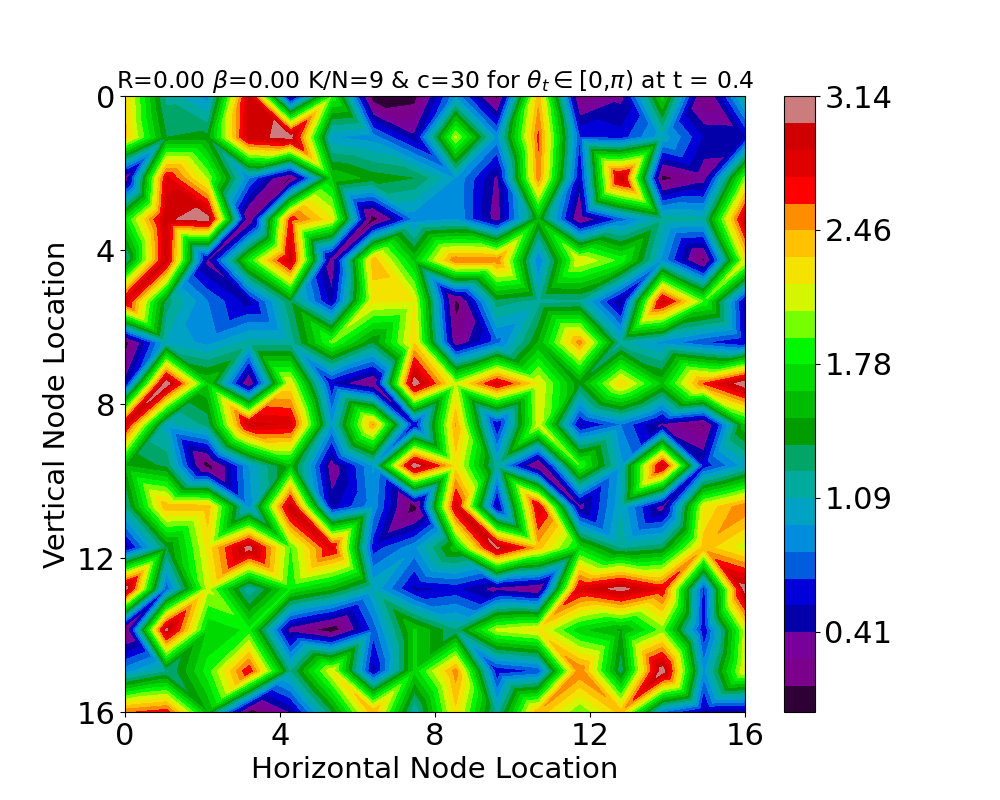 R=0.00 β=0.00 K/N=9 & c=30 for θ_t ∈ [0,π) at t = 0.4
0
4
8
12
16
Vertical Node Location
0 4 8 12 16
Horizontal Node Location
3.14
2.46
1.78
1.09
0.41